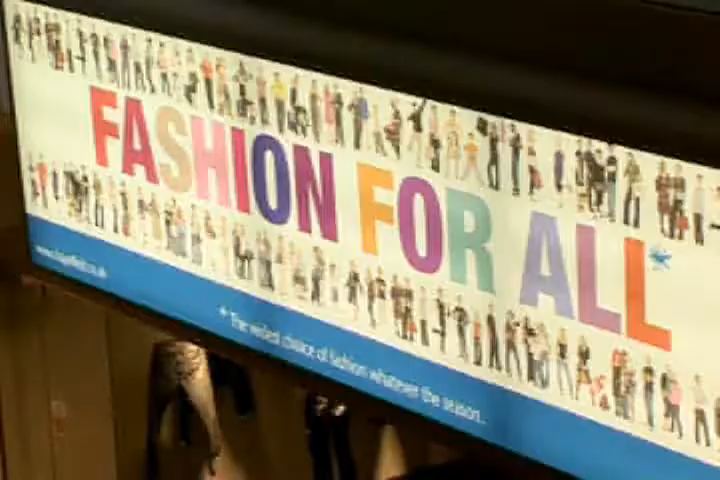 FASHION FOR ALL*
* The widest choice of fashion whatever the season.